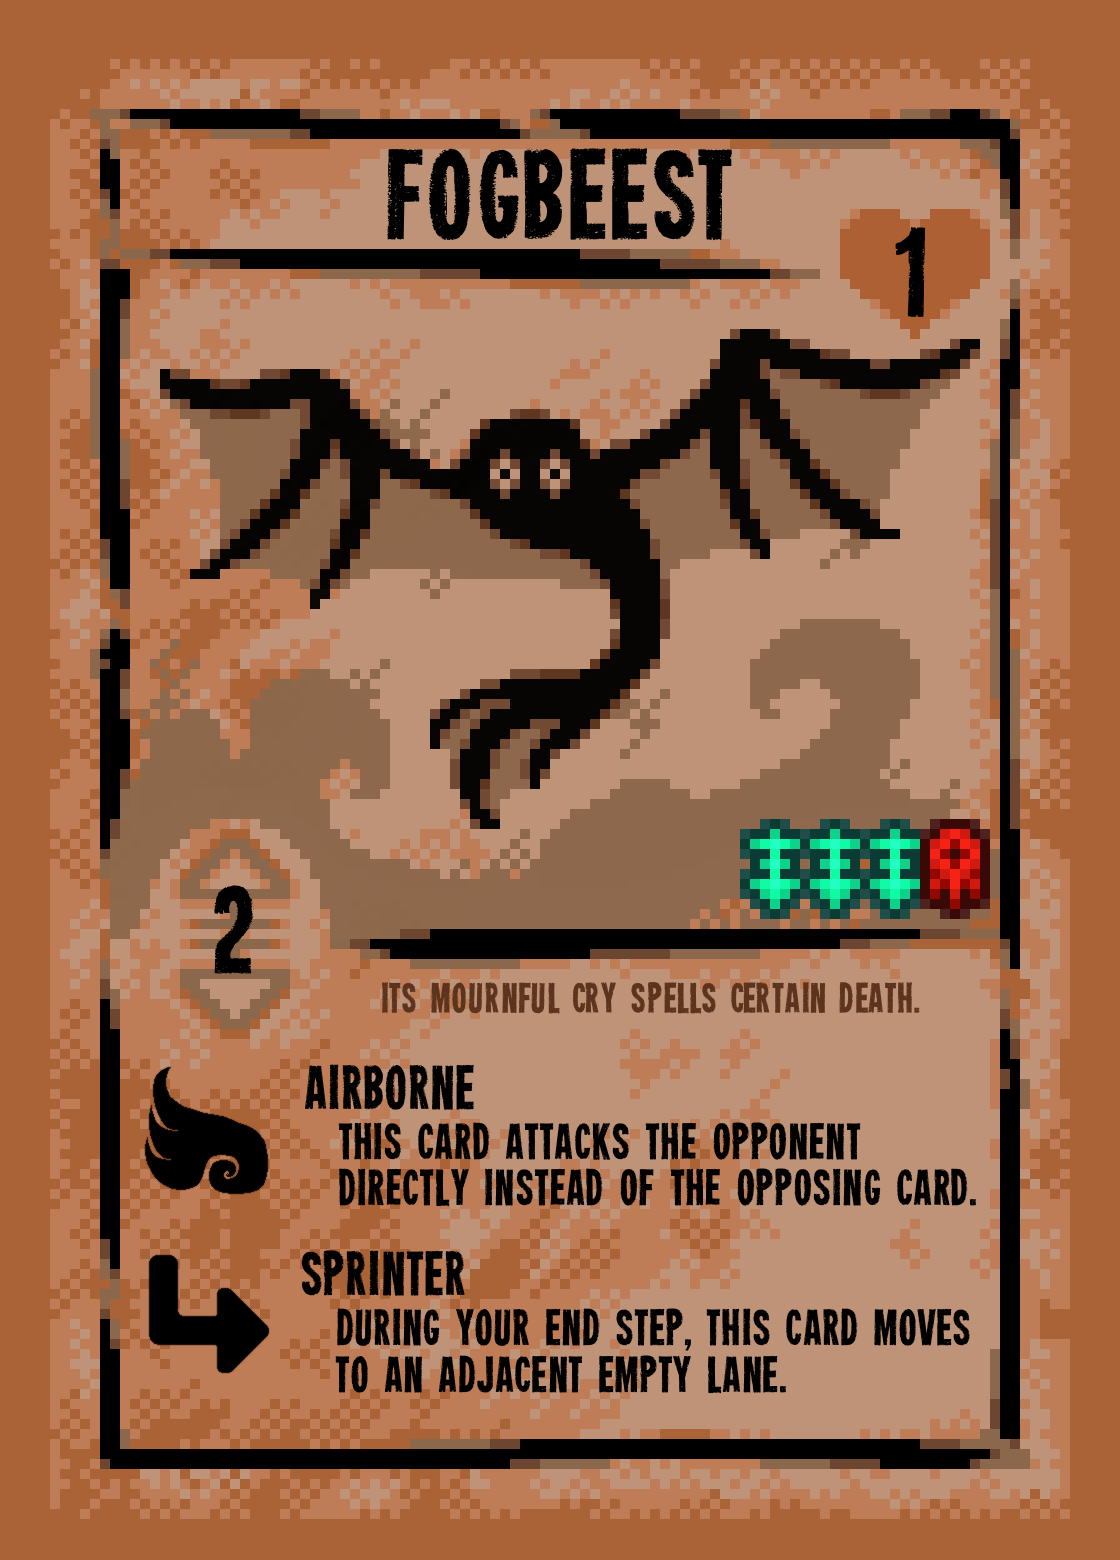 FOGBEEST
1
2
ITS MOURNFUL CRY SPELLS CERTAIN DEATH.
AIRBORNE
THIS CARD ATTACKS THE OPPONENT
DIRECTLY INSTEAD OF THE OPPOSING CARD.
SPRINTER
DURING YOUR END STEP, THIS CARD MOVES
TO AN ADJACENT EMPTY LANE.